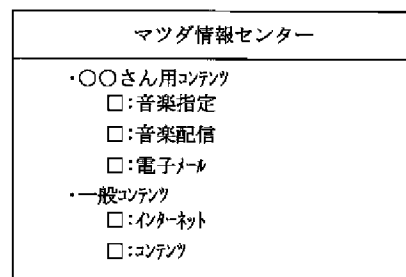 マツダ情報センター
・○○さん用コンテンツ
□：音楽指定
□：音楽配信
□：電子メール
・一般コンテンツ
□：インターネット
□：コンテンツ